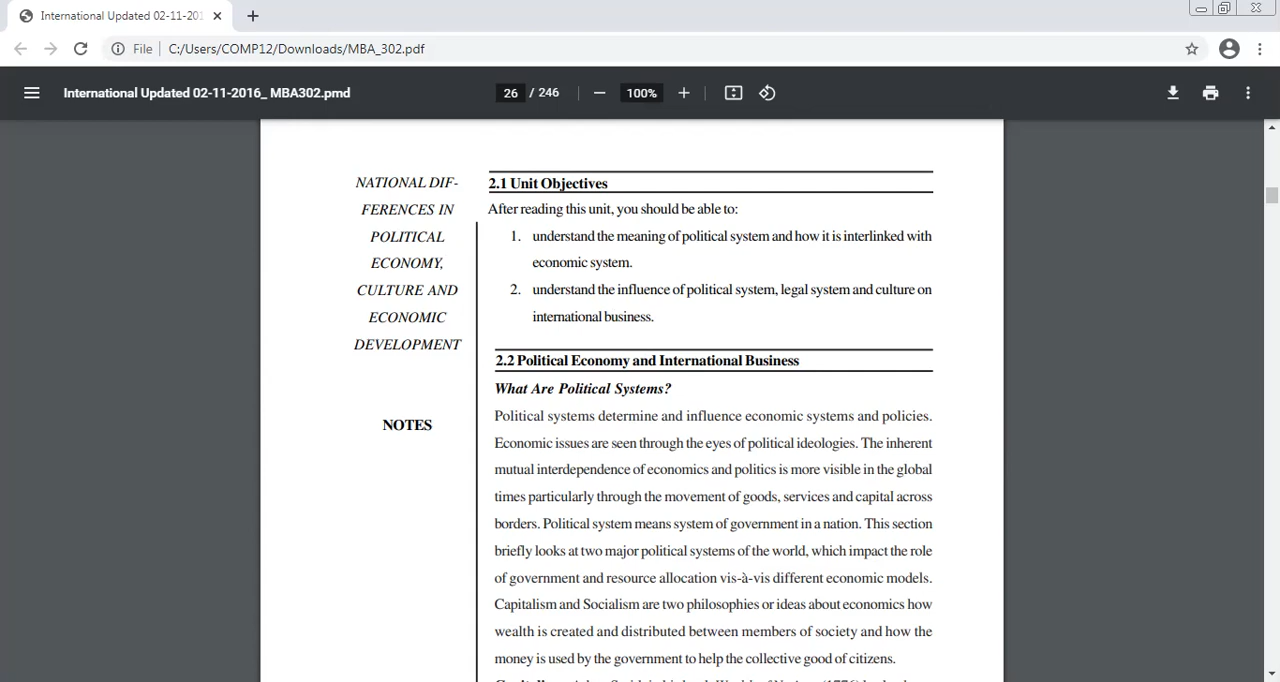 International Updated 02-11-201
File
C:/Users/COMP12/Downloads/MBA_302.pdf
International Updated 02-11-2016_ MBA302.pmd
26 / 246
100%
NATIONAL DIF-
FERENCES IN
POLITICAL
ECONOMY,
CULTURE AND
ECONOMIC
DEVELOPMENT
NOTES
2.1 Unit Objectives
After reading this unit, you should be able to:
1. understand the meaning of political system and how it is interlinked with
economic system.
2. understand the influence of political system, legal system and culture on
international business.
2.2 Political Economy and International Business
What Are Political Systems?
Political systems determine and influence economic systems and policies.
Economic issues are seen through the eyes of political ideologies. The inherent
mutual interdependence of economics and politics is more visible in the global
times particularly through the movement of goods, services and capital across
borders. Political system means system of government in a nation. This section
briefly looks at two major political systems of the world, which impact the role
of government and resource allocation vis-à-vis different economic models.
Capitalism and Socialism are two philosophies or ideas about economics how
wealth is created and distributed between members of society and how the
money is used by the government to help the collective good of citizens.